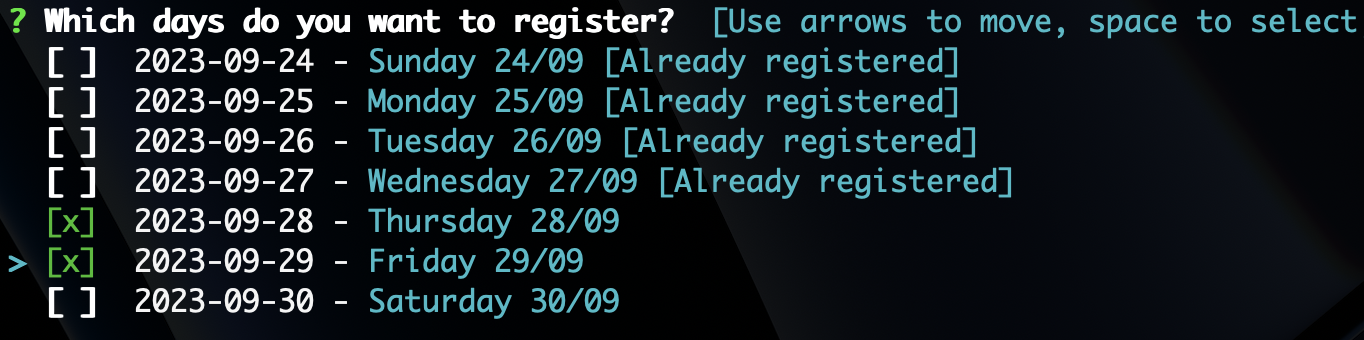 ? Which days do you want to register?  [Use arrows to move, space to select
[ ]  2023-09-24 - Sunday 24/09 [Already registered]
[ ]  2023-09-25 - Monday 25/09 [Already registered]
[ ]  2023-09-26 - Tuesday 26/09 [Already registered]
[ ]  2023-09-27 - Wednesday 27/09 [Already registered]
[x]  2023-09-28 - Thursday 28/09
> [x]  2023-09-29 - Friday 29/09
[ ]  2023-09-30 - Saturday 30/09